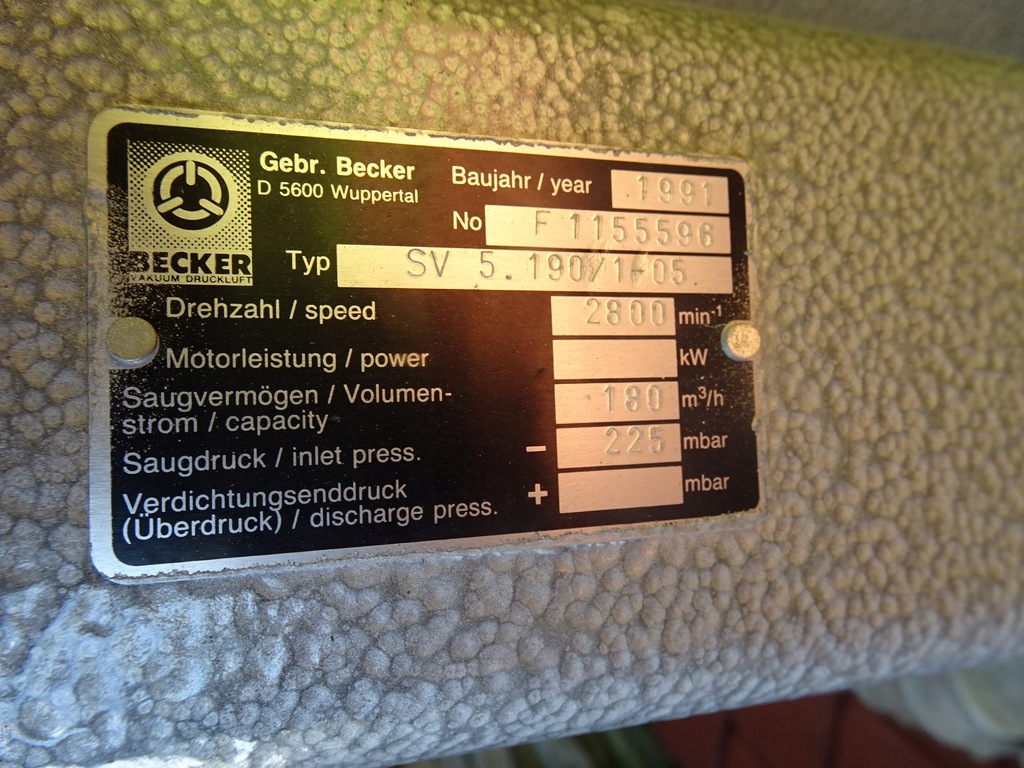 Gebr. Becker
D 5600 Wuppertal
BECKER
VAKUUM DRUCKLUFT
Baujahr / year 1991
No F 1155596
Typ SV 5.190/1-05
Drehzahl / speed 2800 min-1
Motorleistung / power kW
Saugvermögen / Volumen-
strom / capacity 180 m³/h
Saugdruck / inlet press. − 225 mbar
Verdichtungsenddruck
(Überdruck) / discharge press. + mbar